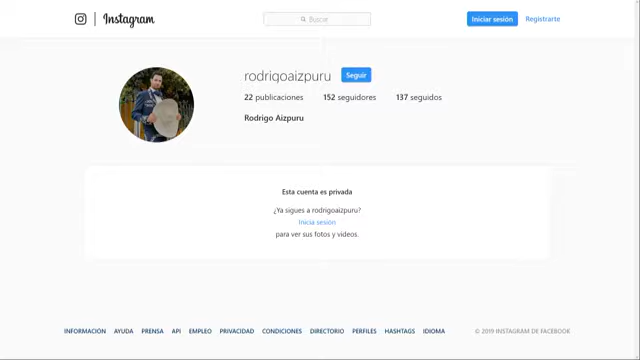 Instagram
Buscar
Iniciar sesión
Registrarte
rodrigoaizpuru
Seguir
22 publicaciones 152 seguidores 137 seguidos
Rodrigo Aizpuru
Esta cuenta es privada
¿Ya sigues a rodrigoaizpuru?
Inicia sesión
para ver sus fotos y videos.
INFORMACIÓN AYUDA PRENSA API EMPLEO PRIVACIDAD CONDICIONES DIRECTORIO PERFILES HASHTAGS IDIOMA
© 2019 INSTAGRAM DE FACEBOOK